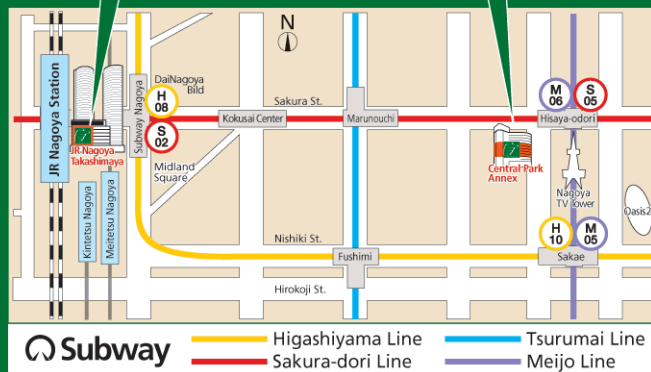 N
DaiNagoya
Bild
H
08
S
02
Subway Nagoya
JR Nagoya Station
JR Nagoya
Takashimaya
Kintetsu Nagoya
Meitetsu Nagoya
Midland
Square
Sakura St.
Kokusai Center
Marunouchi
M
06
S
05
Hisaya-odori
Central Park
Annex
Nagoya
TV Tower
Oasis2
H
10
M
05
Sakae
Nishiki St.
Fushimi
Hirokoji St.
Subway
Higashiyama Line
Tsurumai Line
Sakura-dori Line
Meijo Line